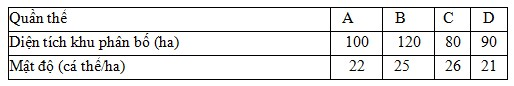 Quần thể A B C D
Diện tích khu phân bố (ha) 100 120 80 90
Mật độ (cá thể/ha) 22 25 26 21